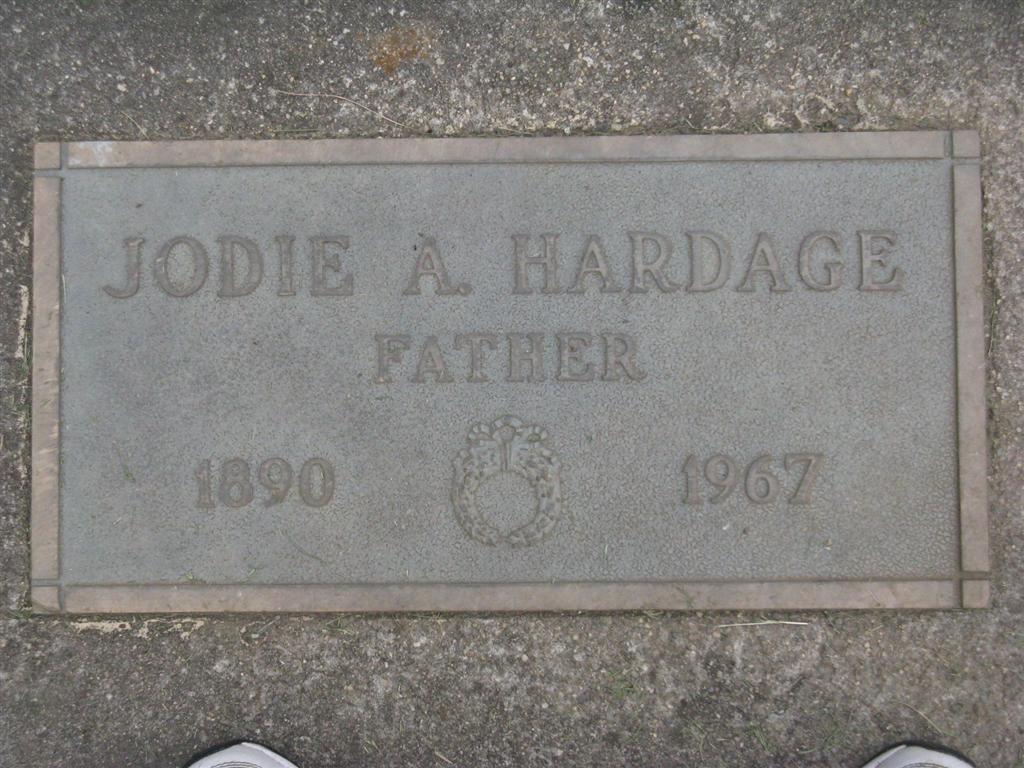 JODIE A. HARDAGE
FATHER
1890 1967